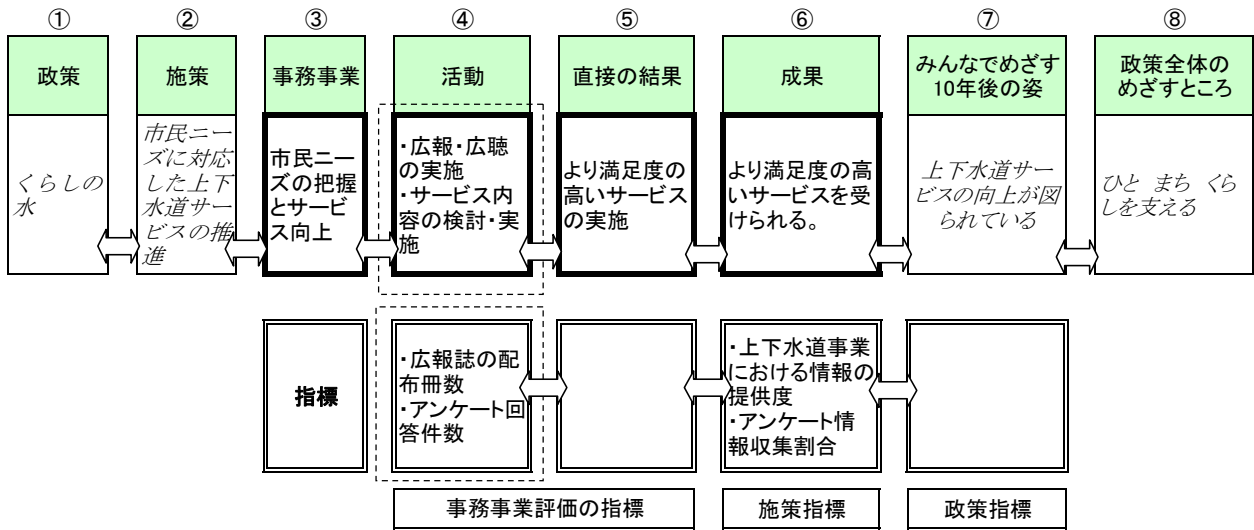 ① ② ③ ④ ⑤ ⑥ ⑦ ⑧
政策
施策
事務事業
活動
直接の結果
成果
みんなでめざす
10年後の姿
政策全体の
めざすところ
くらしの
水
市民ニー
ズに対応
した上下
水道サー
ビスの推
進
市民ニー
ズの把握
とサービ
ス向上
・広報・広聴
の実施
・サービス内
容の検討・実
施
より満足度の
高いサービス
の実施
より満足度の高
いサービスを受
けられる。
上下水道サー
ビスの向上が図
られている
ひと まち くら
しを支える
指標
・広報誌の配
布冊数
・アンケート回
答件数
・上下水道事業
における情報の
提供度
・アンケート情
報収集割合
事務事業評価の指標
施策指標
政策指標